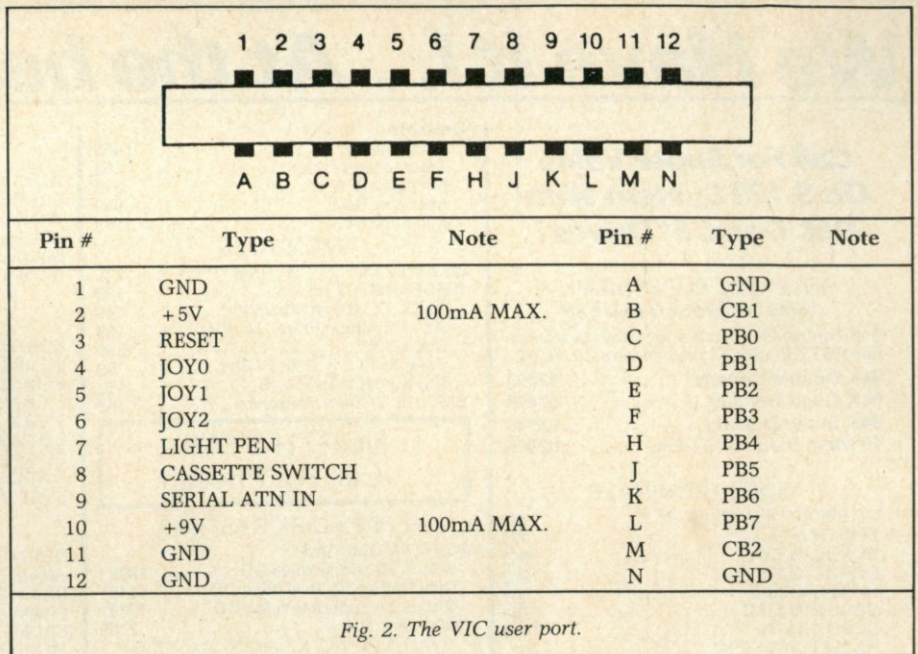 1 2 3 4 5 6 7 8 9 10 11 12
A B C D E F H J K L M N
Pin # Type Note Pin # Type Note
1 GND A GND
2 +5V 100mA MAX. B CB1
3 RESET C PB0
4 JOY0 D PB1
5 JOY1 E PB2
6 JOY2 F PB3
7 LIGHT PEN H PB4
8 CASSETTE SWITCH J PB5
9 SERIAL ATN IN K PB6
10 +9V 100mA MAX. L PB7
11 GND M CB2
12 GND N GND
Fig. 2. The VIC user port.